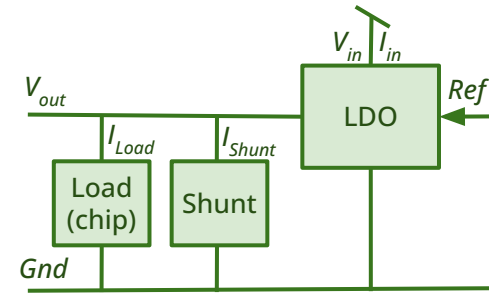 V_in I_in
V_out
LDO
Ref
I_Load
I_Shunt
Load
(chip)
Shunt
Gnd